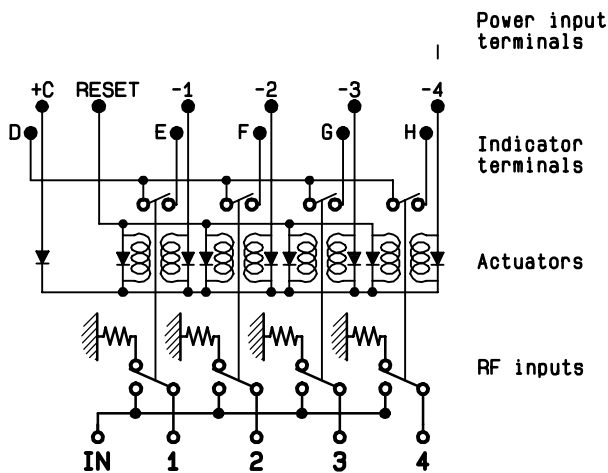 Power input
terminals
+C RESET -1 -2 -3 -4
D E F G H
Indicator
terminals
Actuators
RF inputs
IN 1 2 3 4